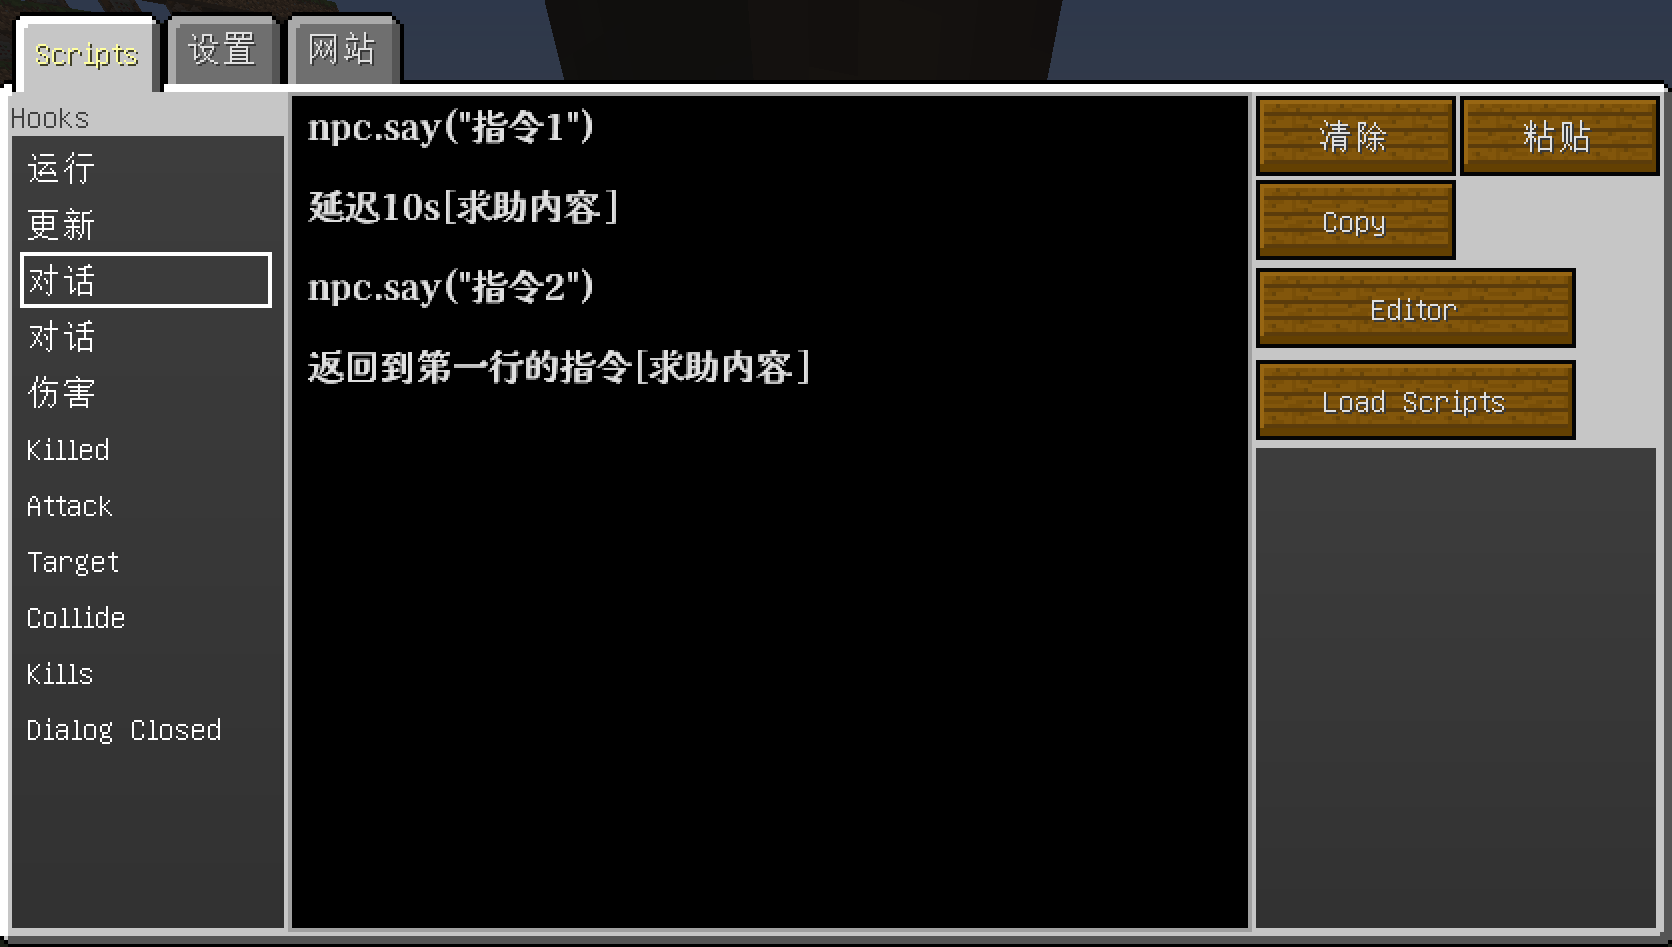 Scripts
设置
网站
Hooks
运行
更新
对话
对话
伤害
Killed
Attack
Target
Collide
Kills
Dialog Closed
npc.say("指令1")
延迟10s[求助内容]
npc.say("指令2")
返回到第一行的指令[求助内容]
清除
粘贴
Copy
Editor
Load Scripts